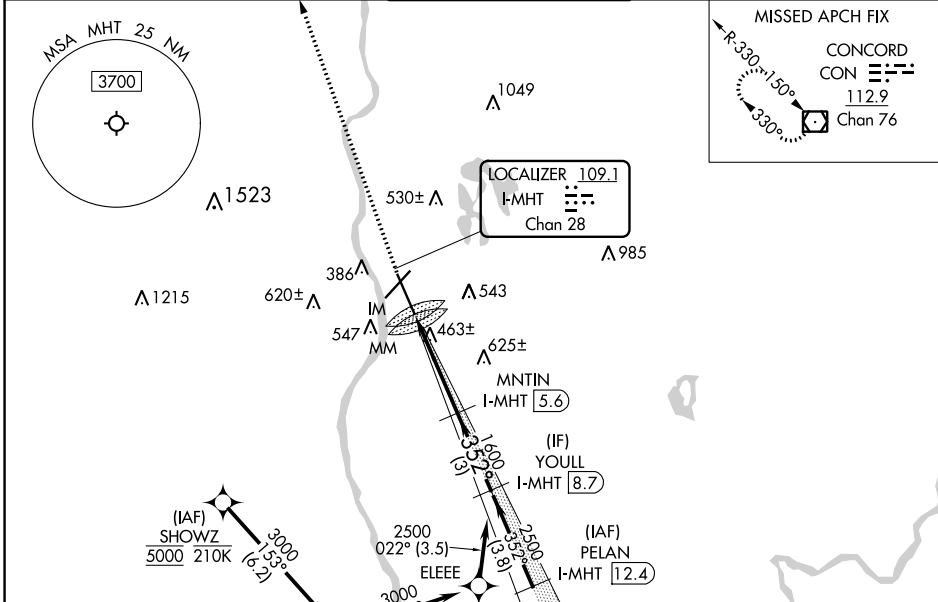 MSA MHT 25 NM
3700
MISSED APCH FIX
R-330
150°
330°
CONCORD
CON
112.9
Chan 76
1049
1523
530±
LOCALIZER 109.1
I-MHT
Chan 28
985
386
1215
620±
IM
543
547
463±
MM
625±
MNTIN
I-MHT 5.6
1600
352°
(3)
(IF)
YOULL
I-MHT 8.7
(IAF)
SHOWZ
5000 210K
3000
153°
(6.2)
2500
022° (3.5)
ELEEE
3000
2500
352°
(3.8)
(IAF)
PELAN
I-MHT 12.4